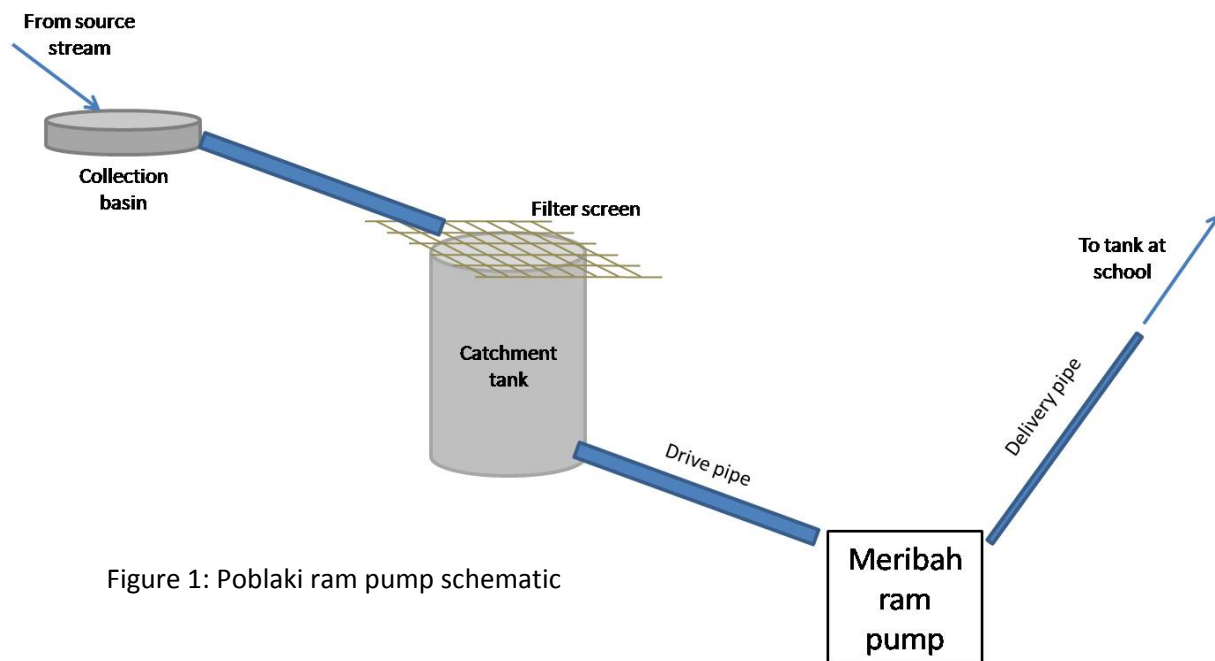 From source
stream
Collection
basin
Filter screen
Catchment
tank
To tank at
school
Drive pipe
Delivery pipe
Meribah
ram
pump
Figure 1: Poblaki ram pump schematic